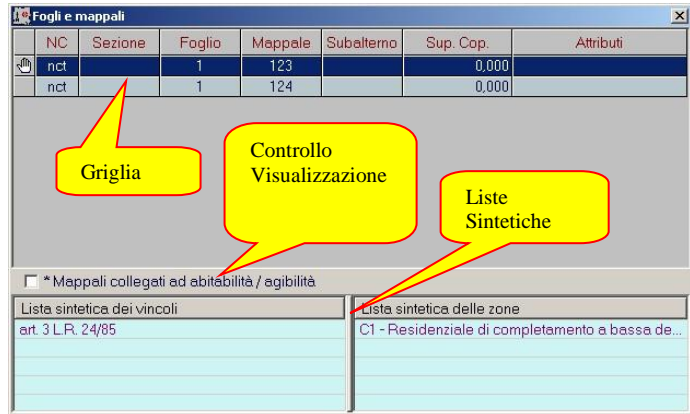 Fogli e mappali
NC Sezione Foglio Mappale Subalterno Sup. Cop. Attributi
nct 1 123 0,000
nct 1 124 0,000
Griglia
Controllo
Visualizzazione
Liste
Sintetiche
* Mappali collegati ad abitabilità / agibilità
Lista sintetica dei vincoli Lista sintetica delle zone
art. 3 L.R. 24/85 C1 - Residenziale di completamento a bassa de...